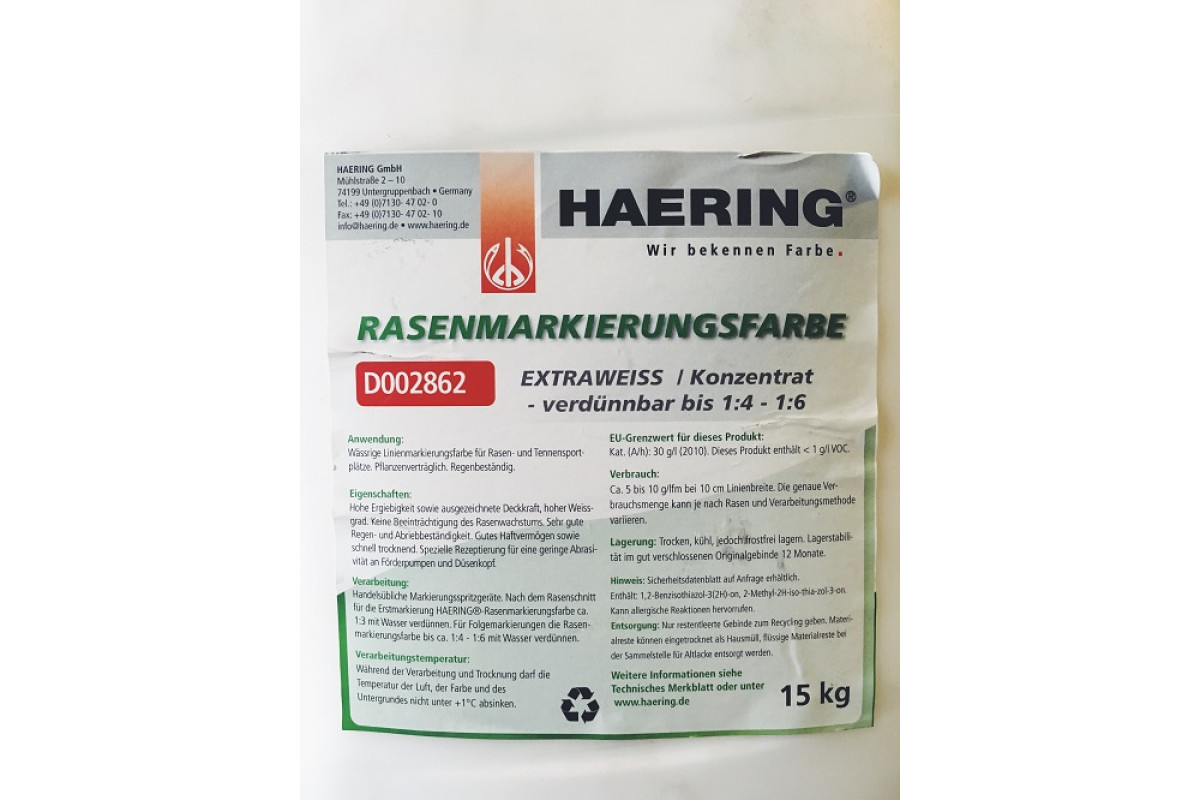 HAERING GmbH
Mühlstraße 2 – 10
74199 Untergruppenbach • Germany
Tel.: +49 (0)7130- 47 02- 0
Fax: +49 (0)7130- 47 02- 10
info@haering.de • www.haering.de
HAERING®
Wir bekennen Farbe.
RASENMARKIERUNGSFARBE
D002862
EXTRAWEISS / Konzentrat
- verdünnbar bis 1:4 - 1:6
Anwendung:
Wässrige Linienmarkierungsfarbe für Rasen- und Tennensport-
plätze. Pflanzenverträglich. Regenbeständig.
Eigenschaften:
Hohe Ergiebigkeit sowie ausgezeichnete Deckkraft, hoher Weiss-
grad. Keine Beeinträchtigung des Rasenwachstums. Sehr gute
Regen- und Abriebbeständigkeit. Gutes Haftvermögen sowie
schnell trocknend. Spezielle Rezeptierung für eine geringe Abrasi-
vität an Förderpumpen und Düsenkopf.
Verarbeitung:
Handelsübliche Markierungsspritzgeräte. Nach dem Rasenschnitt
für die Erstmarkierung HAERING®-Rasenmarkierungsfarbe ca.
1:3 mit Wasser verdünnen. Für Folgemarkierungen die Rasen-
markierungsfarbe bis ca. 1:4 - 1:6 mit Wasser verdünnen.
Verarbeitungstemperatur:
Während der Verarbeitung und Trocknung darf die
Temperatur der Luft, der Farbe und des
Untergrundes nicht unter +1°C absinken.
EU-Grenzwert für dieses Produkt:
Kat. (A/h): 30 g/l (2010). Dieses Produkt enthält < 1 g/l VOC.
Verbrauch:
Ca. 5 bis 10 g/lfm bei 10 cm Linienbreite. Die genaue Ver-
brauchsmenge kann je nach Rasen und Verarbeitungsmethode
variieren.
Lagerung: Trocken, kühl, jedoch frostfrei lagern. Lagerstabili-
tät im gut verschlossenen Originalgebinde 12 Monate.
Hinweis: Sicherheitsdatenblatt auf Anfrage erhältlich.
Enthält: 1,2-Benzisothiazol-3(2H)-on, 2-Methyl-2H-iso-thia-zol-3-on.
Kann allergische Reaktionen hervorrufen.
Entsorgung: Nur restentleerte Gebinde zum Recycling geben. Materi-
alreste können eingetrocknet als Hausmüll, flüssige Materialreste bei
der Sammelstelle für Altlacke entsorgt werden.
Weitere Informationen siehe
Technisches Merkblatt oder unter
www.haering.de
15 kg